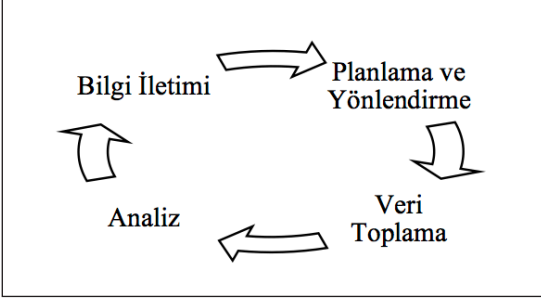 Bilgi İletimi
Planlama ve
Yönlendirme
Veri
Toplama
Analiz